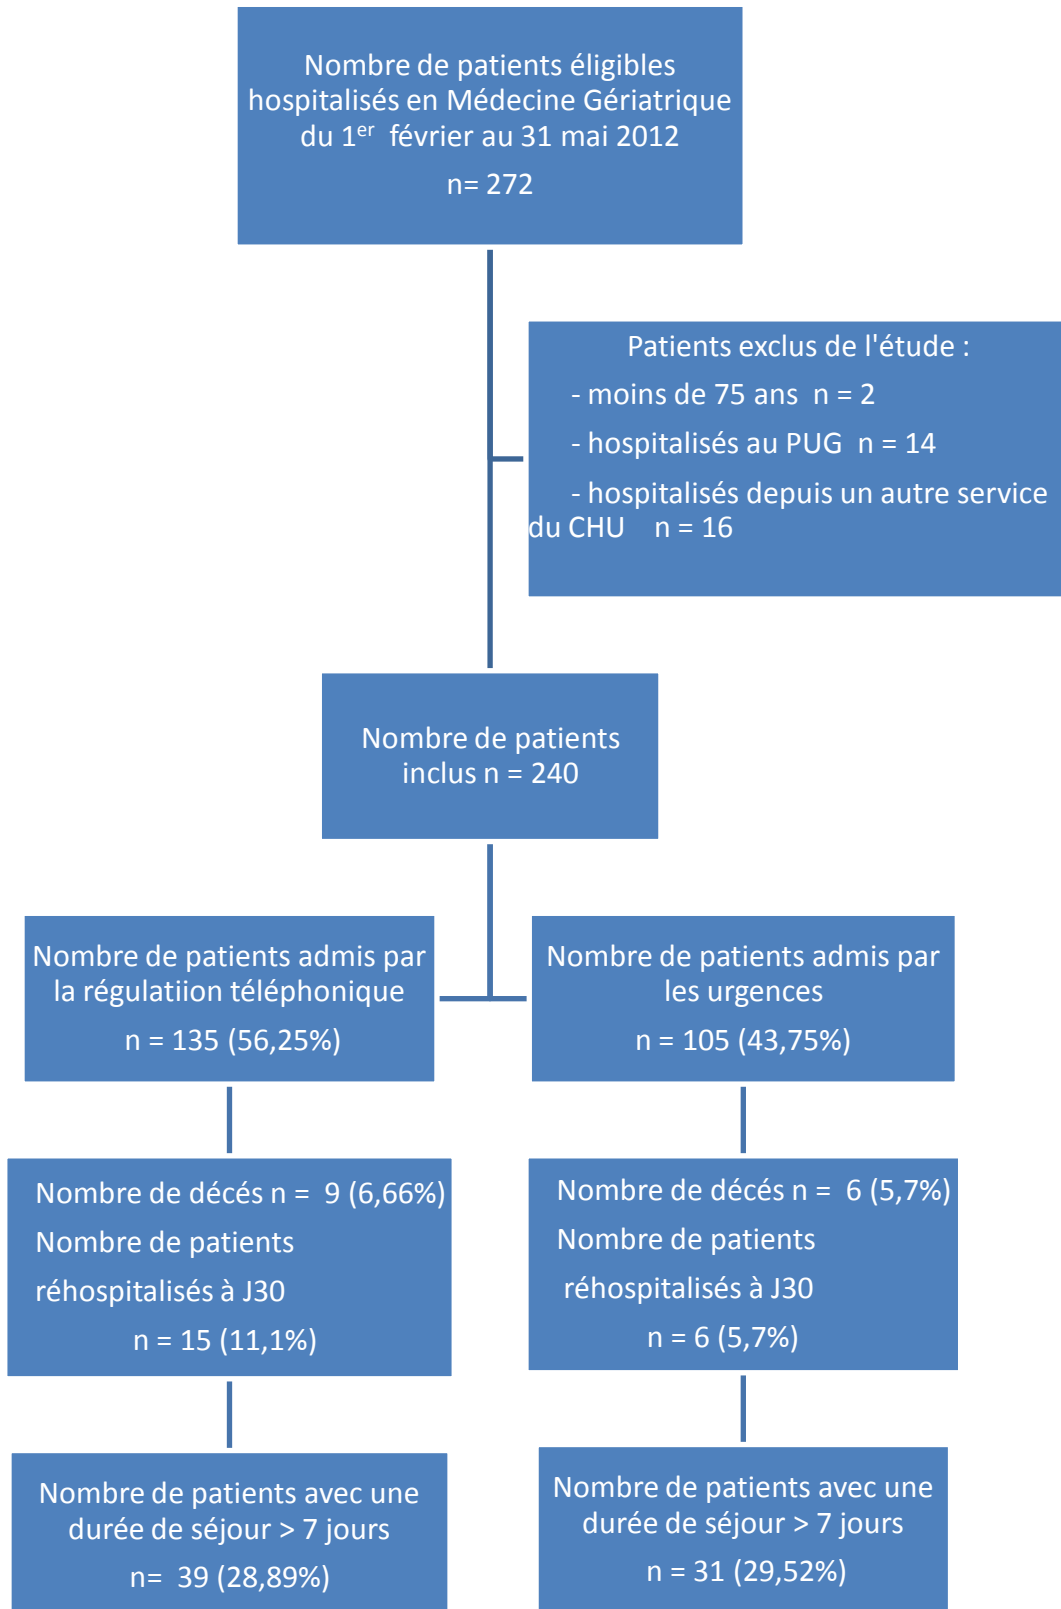 Nombre de patients éligibles
hospitalisés en Médecine Gériatrique
du 1er février au 31 mai 2012
n= 272
Patients exclus de l'étude :
- moins de 75 ans n = 2
- hospitalisés au PUG n = 14
- hospitalisés depuis un autre service
du CHU n = 16
Nombre de patients
inclus n = 240
Nombre de patients admis par
la régulatiion téléphonique
n = 135 (56,25%)
Nombre de patients admis par
les urgences
n = 105 (43,75%)
Nombre de décés n = 9 (6,66%)
Nombre de patients
réhospitalisés à J30
n = 15 (11,1%)
Nombre de décés n = 6 (5,7%)
Nombre de patients
réhospitalisés à J30
n = 6 (5,7%)
Nombre de patients avec une
durée de séjour > 7 jours
n= 39 (28,89%)
Nombre de patients avec une
durée de séjour > 7 jours
n = 31 (29,52%)